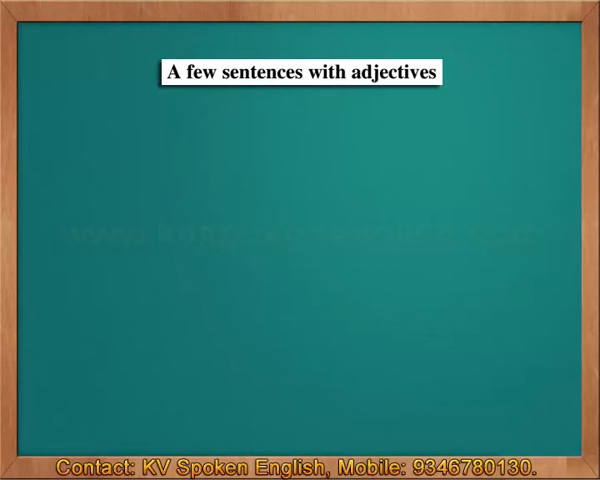 A few sentences with adjectives
Contact: KV Spoken English, Mobile: 9346780130.